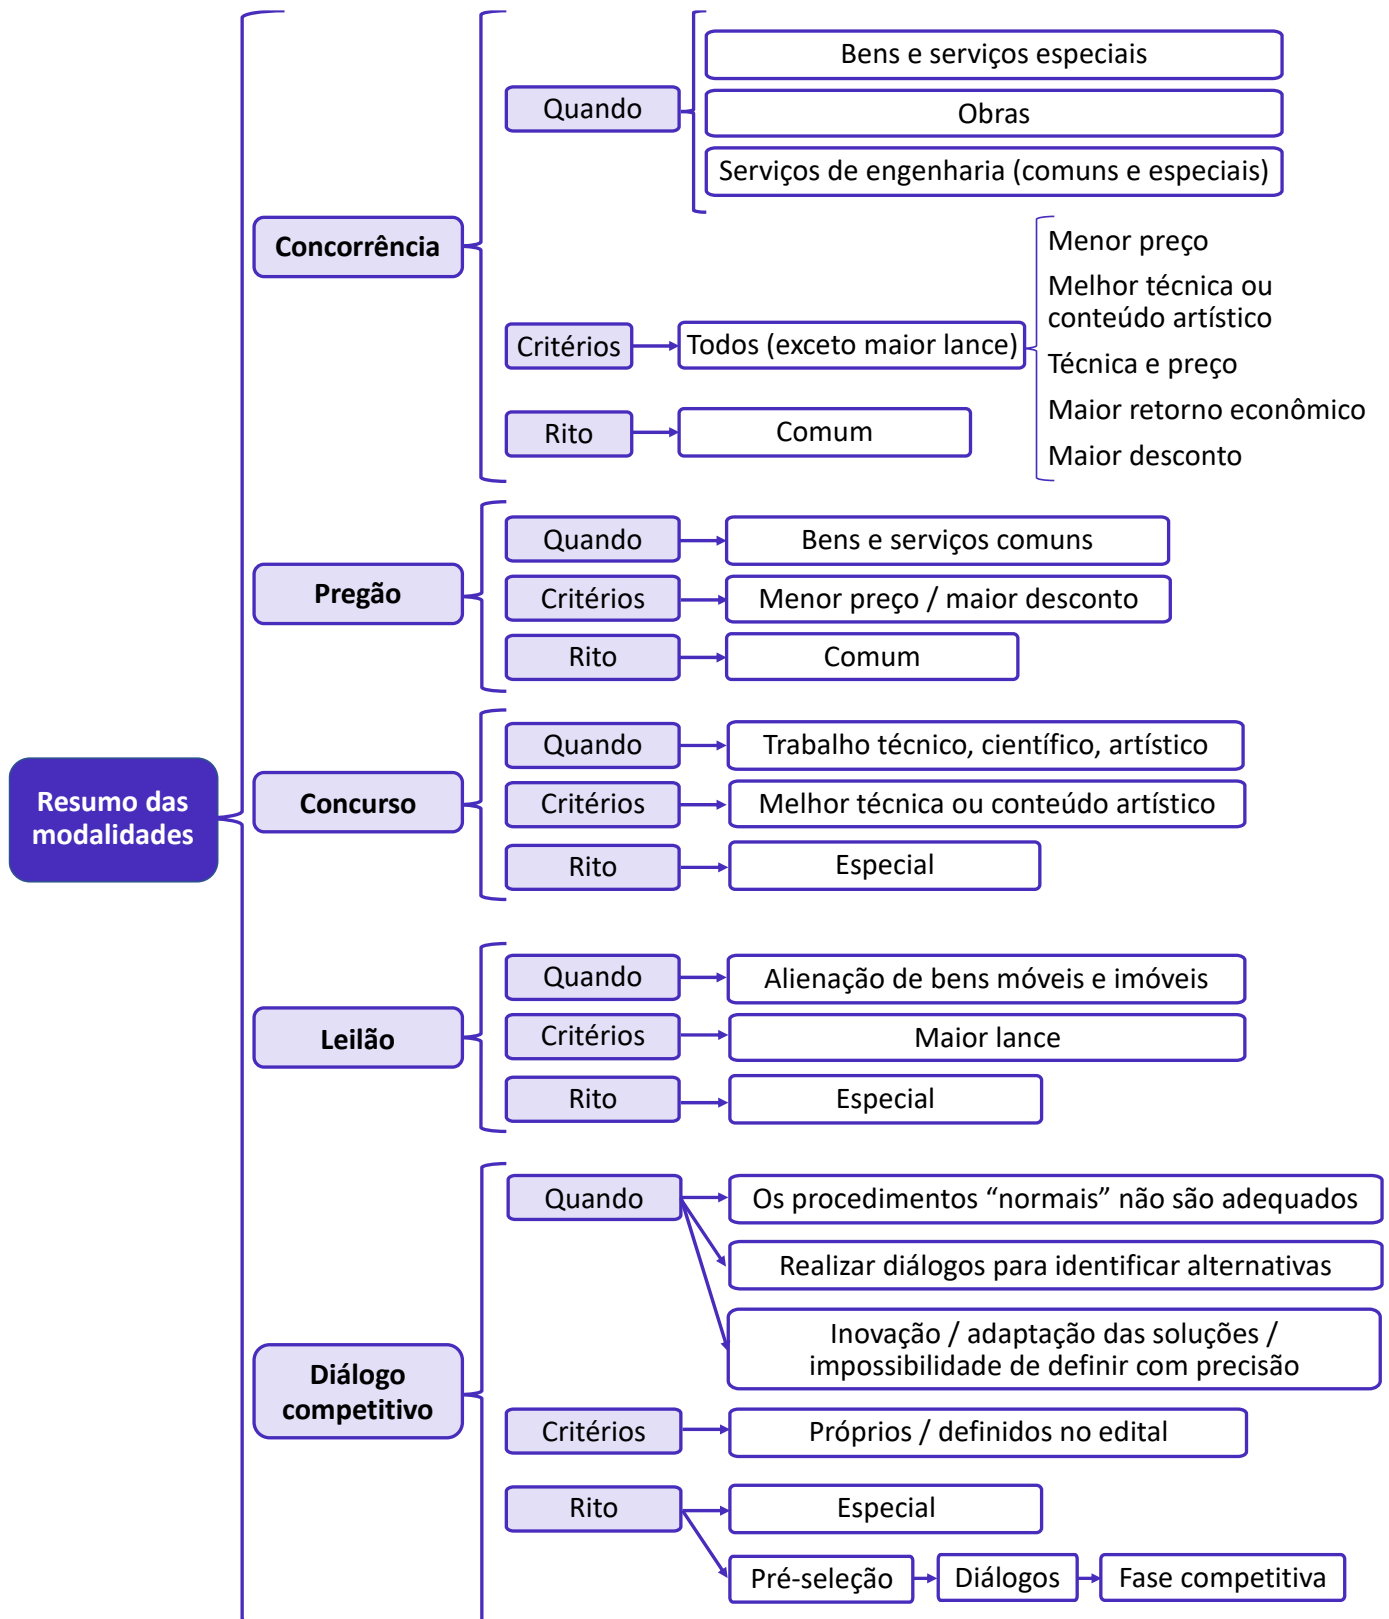 Resumo das
modalidades
Concorrência
Quando
Bens e serviços especiais
Obras
Serviços de engenharia (comuns e especiais)
Critérios
Todos (exceto maior lance)
Menor preço
Melhor técnica ou
conteúdo artístico
Técnica e preço
Maior retorno econômico
Maior desconto
Rito
Comum
Pregão
Quando
Bens e serviços comuns
Critérios
Menor preço / maior desconto
Rito
Comum
Concurso
Quando
Trabalho técnico, científico, artístico
Critérios
Melhor técnica ou conteúdo artístico
Rito
Especial
Leilão
Quando
Alienação de bens móveis e imóveis
Critérios
Maior lance
Rito
Especial
Diálogo
competitivo
Quando
Os procedimentos “normais” não são adequados
Realizar diálogos para identificar alternativas
Inovação / adaptação das soluções /
impossibilidade de definir com precisão
Critérios
Próprios / definidos no edital
Rito
Especial
Pré-seleção
Diálogos
Fase competitiva